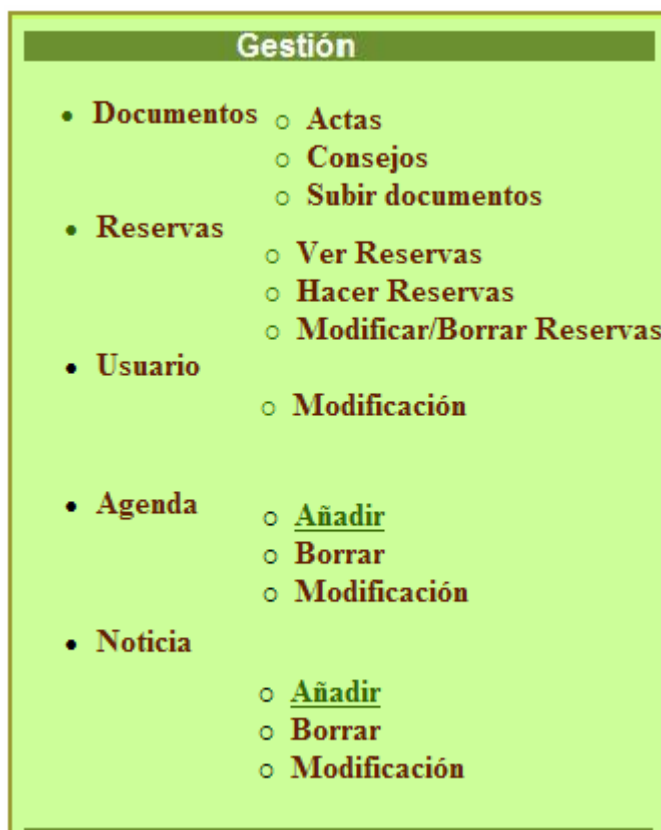 Gestión
Documentos
Actas
Consejos
Subir documentos
Reservas
Ver Reservas
Hacer Reservas
Modificar/Borrar Reservas
Usuario
Modificación
Agenda
Añadir
Borrar
Modificación
Noticia
Añadir
Borrar
Modificación